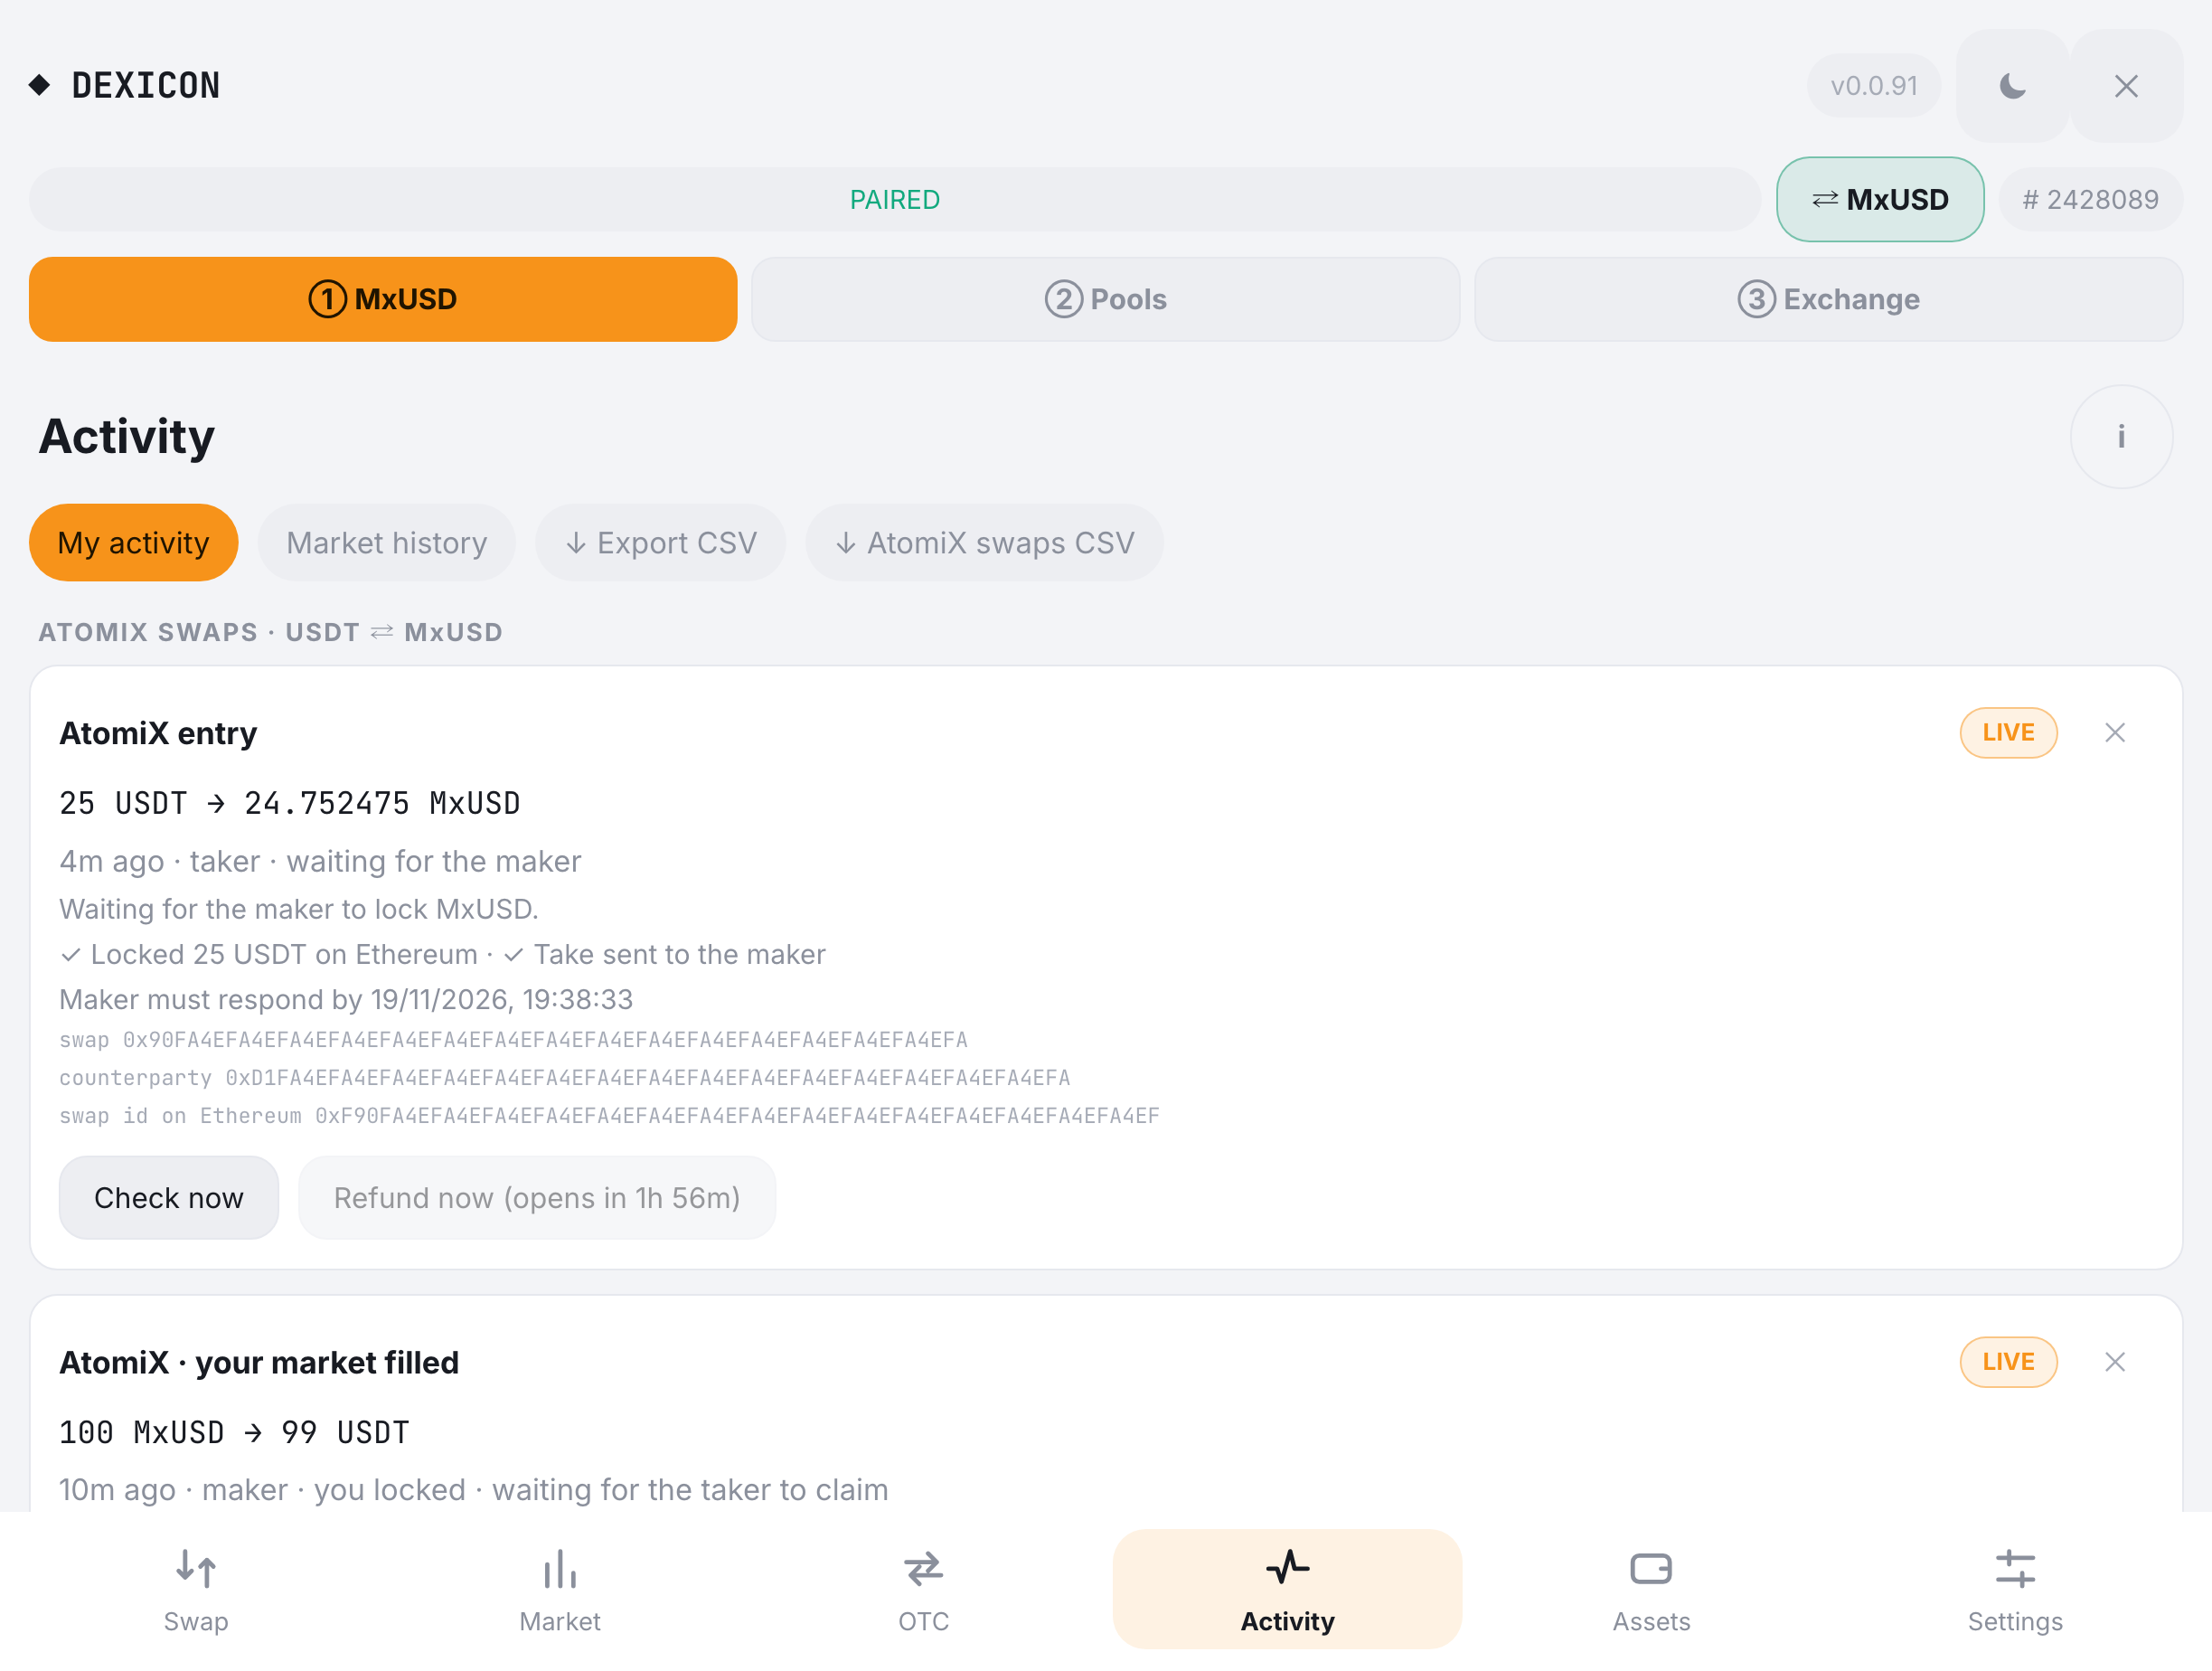 ◆ DEXICON
v0.0.91
PAIRED
⇄ MxUSD
# 2428089
① MxUSD
② Pools
③ Exchange
Activity
i
My activity
Market history
↓ Export CSV
↓ AtomiX swaps CSV
ATOMIX SWAPS · USDT ⇄ MxUSD
AtomiX entry
LIVE
25 USDT → 24.752475 MxUSD
4m ago · taker · waiting for the maker
Waiting for the maker to lock MxUSD.
✓ Locked 25 USDT on Ethereum · ✓ Take sent to the maker
Maker must respond by 19/11/2026, 19:38:33
swap 0x90FA4EFA4EFA4EFA4EFA4EFA4EFA4EFA4EFA4EFA4EFA4EFA4EFA4EFA4EFA4EFA4EFA
counterparty 0xD1FA4EFA4EFA4EFA4EFA4EFA4EFA4EFA4EFA4EFA4EFA4EFA4EFA4EFA4EFA4EFA4EFA
swap id on Ethereum 0xF90FA4EFA4EFA4EFA4EFA4EFA4EFA4EFA4EFA4EFA4EFA4EFA4EFA4EFA4EFA4EFA4EF
Check now
Refund now (opens in 1h 56m)
AtomiX · your market filled
LIVE
100 MxUSD → 99 USDT
10m ago · maker · you locked · waiting for the taker to claim
Swap
Market
OTC
Activity
Assets
Settings